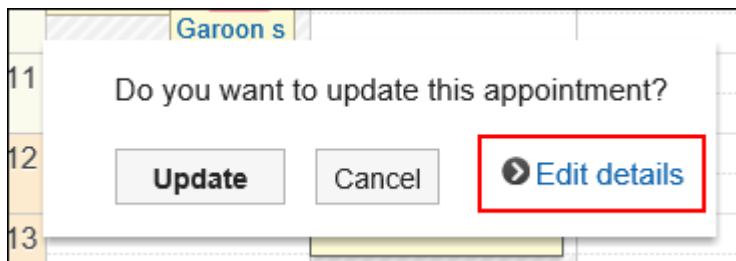 Garoon s
11
Do you want to update this appointment?
12
Update Cancel Edit details
13